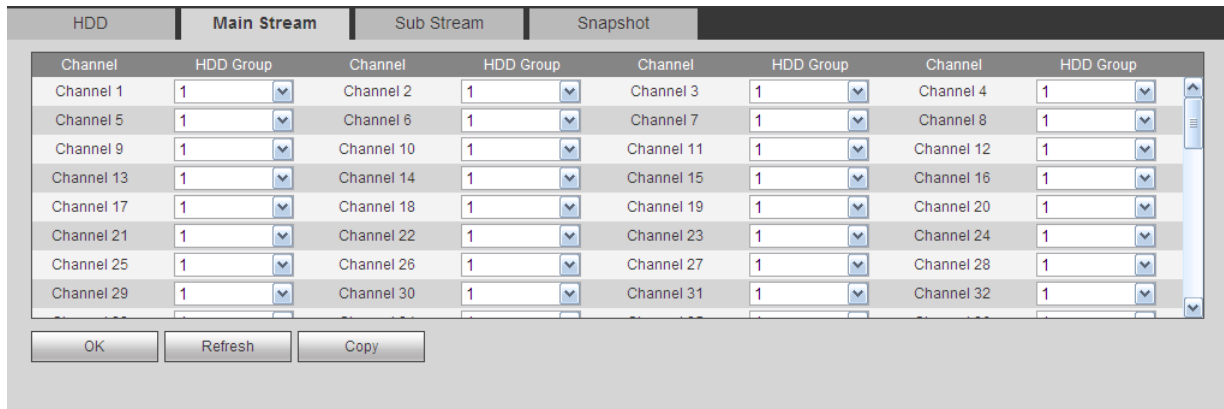 HDD Main Stream Sub Stream Snapshot
Channel HDD Group Channel HDD Group Channel HDD Group Channel HDD Group
Channel 1 1 Channel 2 1 Channel 3 1 Channel 4 1
Channel 5 1 Channel 6 1 Channel 7 1 Channel 8 1
Channel 9 1 Channel 10 1 Channel 11 1 Channel 12 1
Channel 13 1 Channel 14 1 Channel 15 1 Channel 16 1
Channel 17 1 Channel 18 1 Channel 19 1 Channel 20 1
Channel 21 1 Channel 22 1 Channel 23 1 Channel 24 1
Channel 25 1 Channel 26 1 Channel 27 1 Channel 28 1
Channel 29 1 Channel 30 1 Channel 31 1 Channel 32 1
OK Refresh Copy